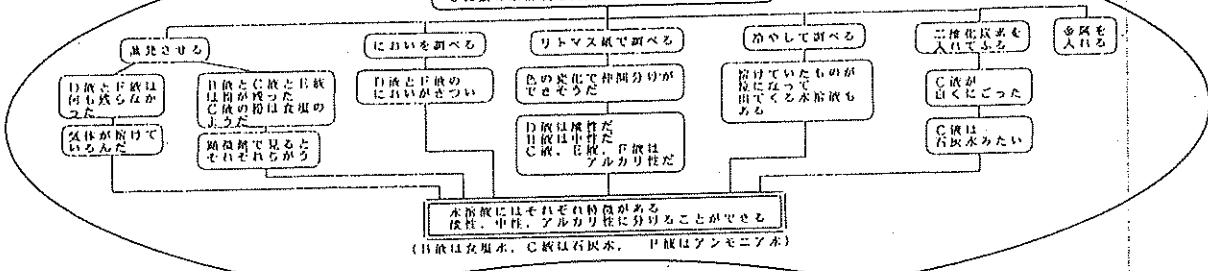 蒸発させる
においを調べる
リトマス紙で調べる
冷やして調べる
二酸化炭素を
入れてふる
金属を
入れる
D液とF液は
何も残らなか
った
気体が溶けて
いるんだ
B液とC液とE液
は粉が残った
C液の粉は食塩の
ようだ
顕微鏡で見ると
それぞれちがう
D液とF液の
においがきつい
色の変化で仲間分けが
できそうだ
D液は酸性だ
B液は中性だ
C液、E液、F液は
アルカリ性だ
溶けていたものが
粒になって
出てくる水溶液も
ある
C液が
白くにごった
C液は
石灰水みたい
水溶液にはそれぞれ特徴がある
酸性、中性、アルカリ性に分けることができる
(B液は食塩水、C液は石灰水、 F液はアンモニア水)